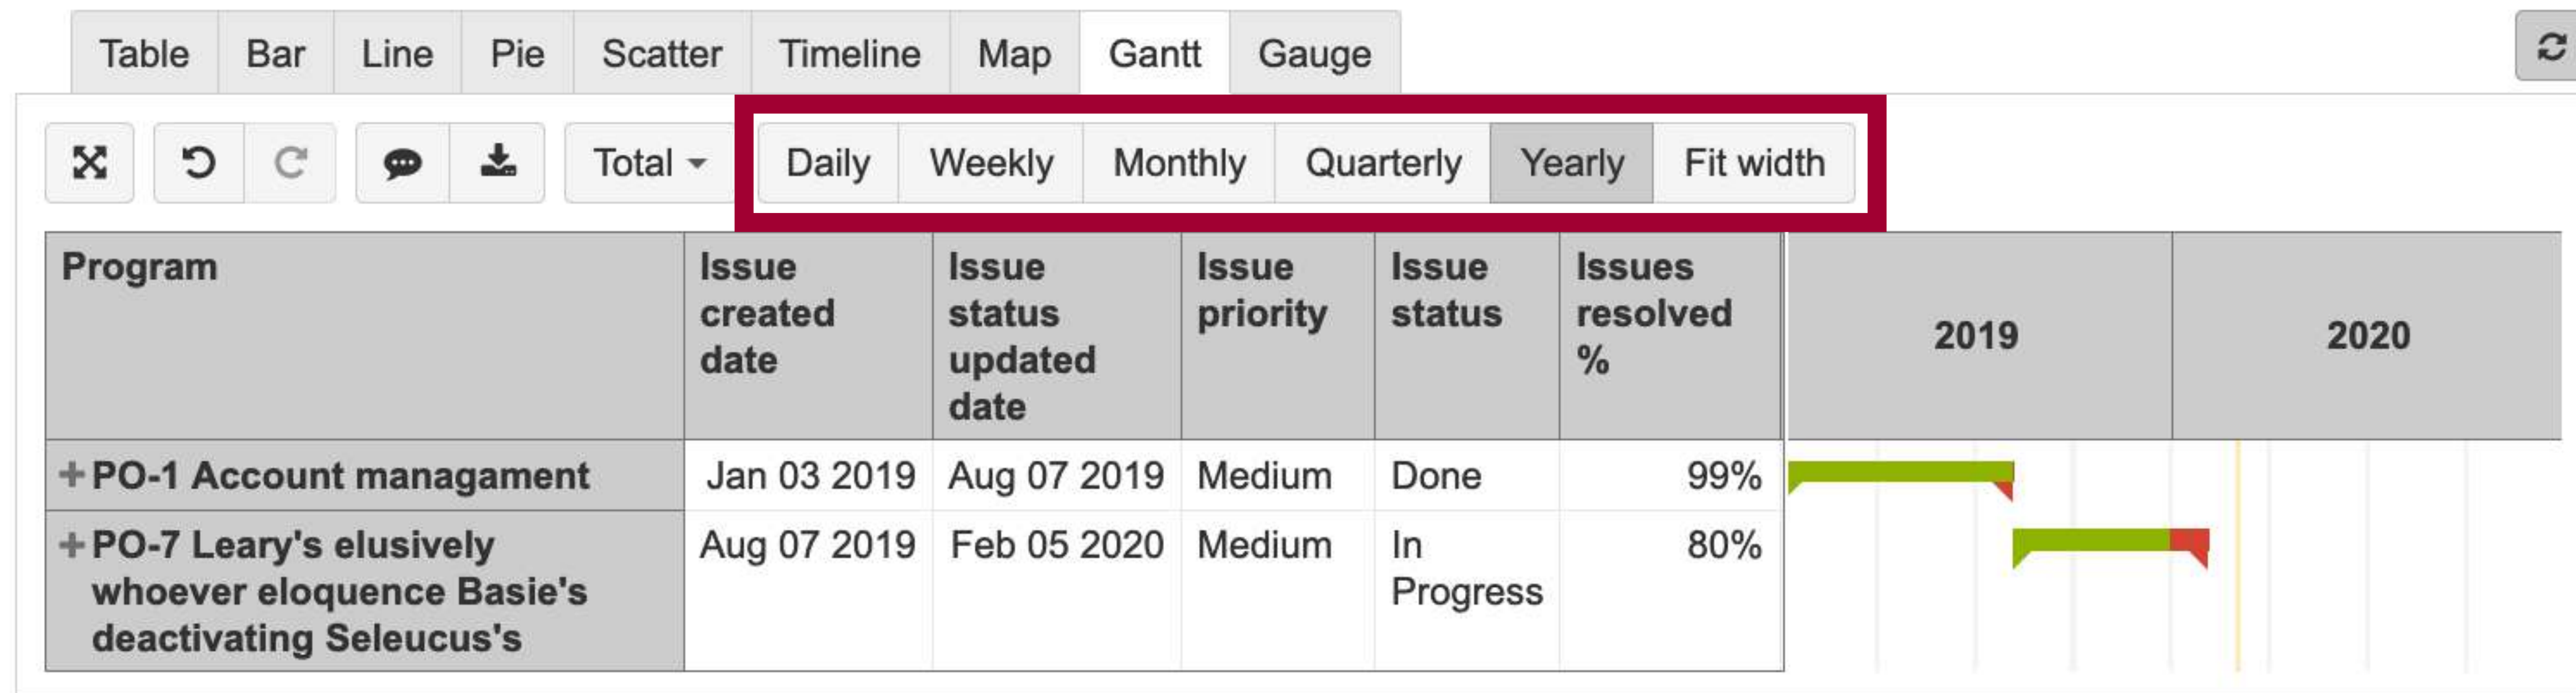 Table Bar Line Pie Scatter Timeline Map Gantt Gauge
Total Daily Weekly Monthly Quarterly Yearly Fit width
Program
Issue
created
date
Issue
status
updated
date
Issue
priority
Issue
status
Issues
resolved
%
2019
2020
PO-1 Account managament
Jan 03 2019
Aug 07 2019
Medium
Done
99%
PO-7 Leary's elusively
whoever eloquence Basie's
deactivating Seleucus's
Aug 07 2019
Feb 05 2020
Medium
In
Progress
80%